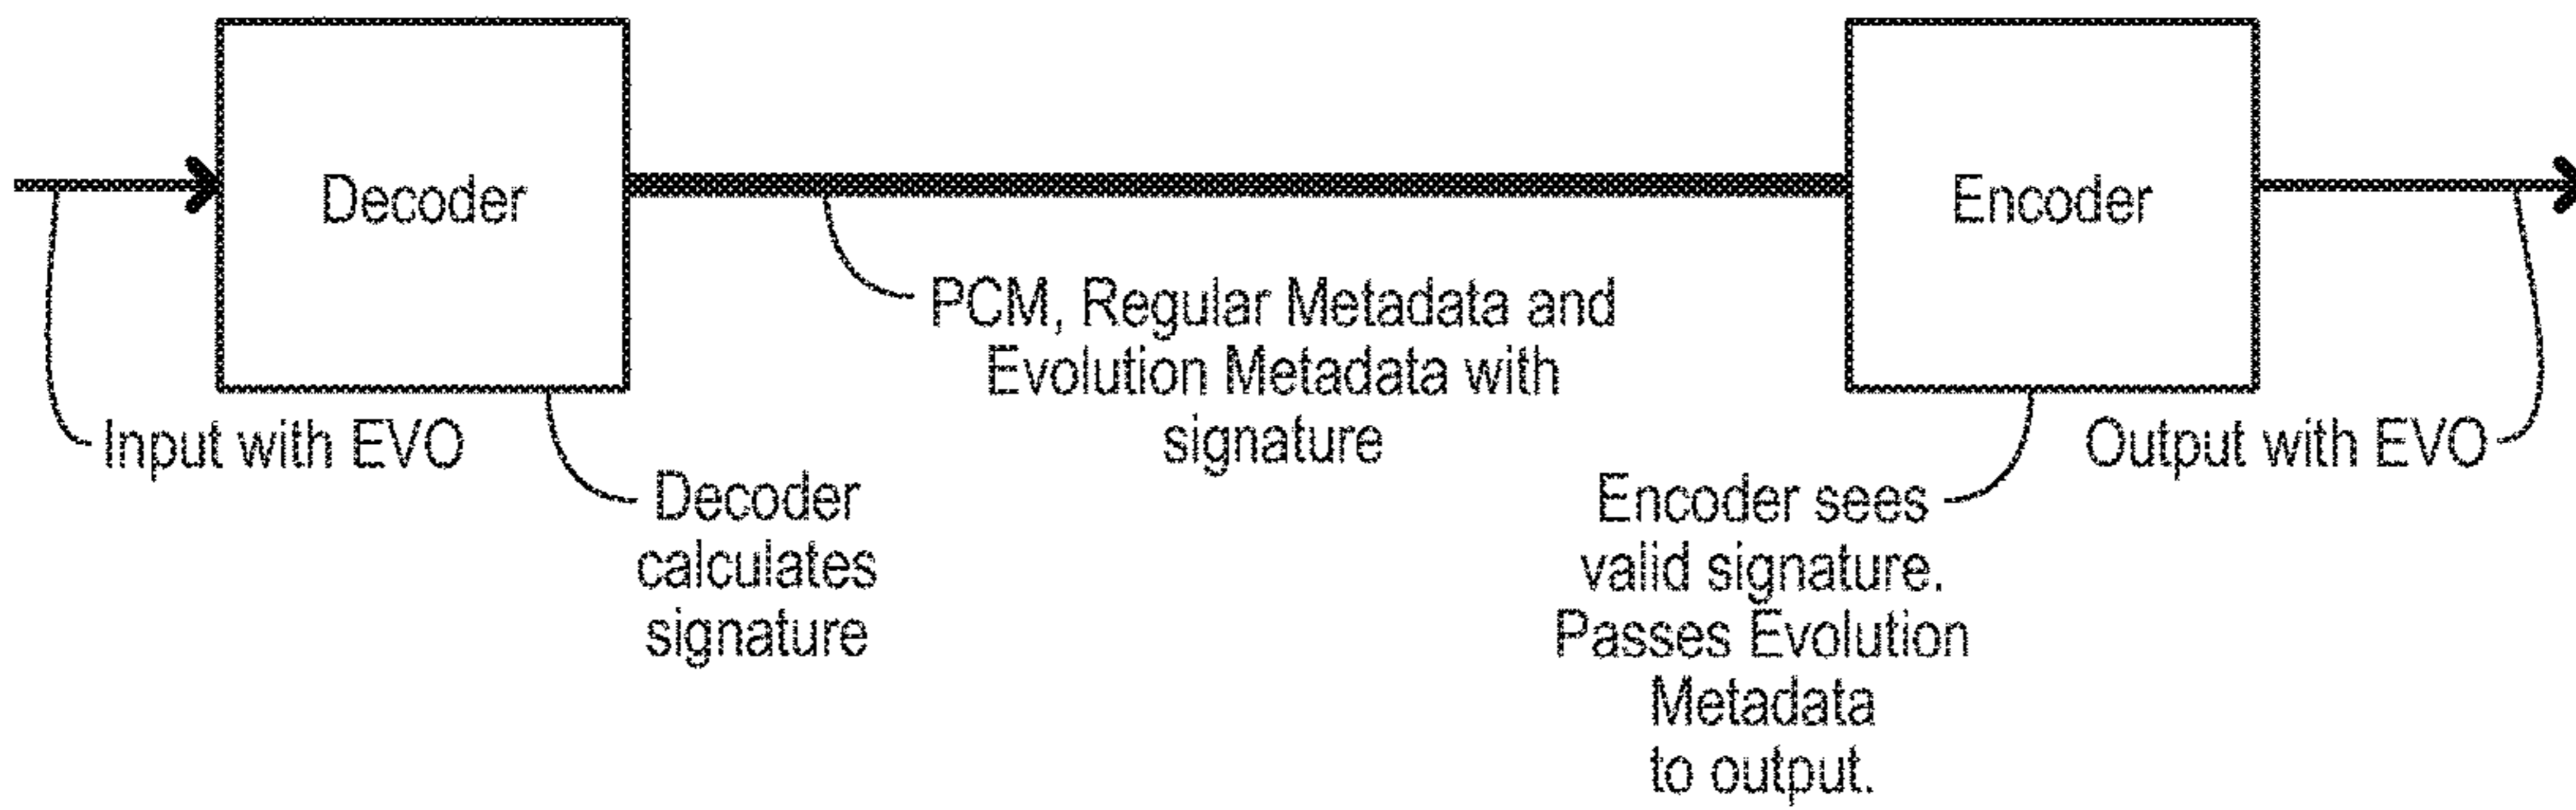 Decoder
Encoder
PCM, Regular Metadata and
Evolution Metadata with
signature
Input with EVO
Output with EVO
Decoder
calculates
signature
Encoder sees
valid signature.
Passes Evolution
Metadata
to output.